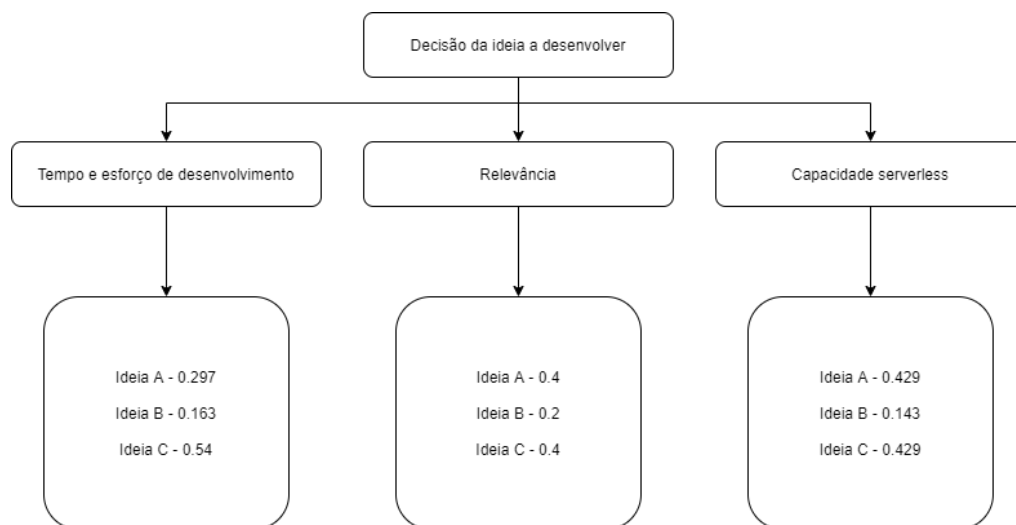 Decisão da ideia a desenvolver
Tempo e esforço de desenvolvimento
Relevância
Capacidade serverless
Ideia A - 0.297
Ideia B - 0.163
Ideia C - 0.54
Ideia A - 0.4
Ideia B - 0.2
Ideia C - 0.4
Ideia A - 0.429
Ideia B - 0.143
Ideia C - 0.429